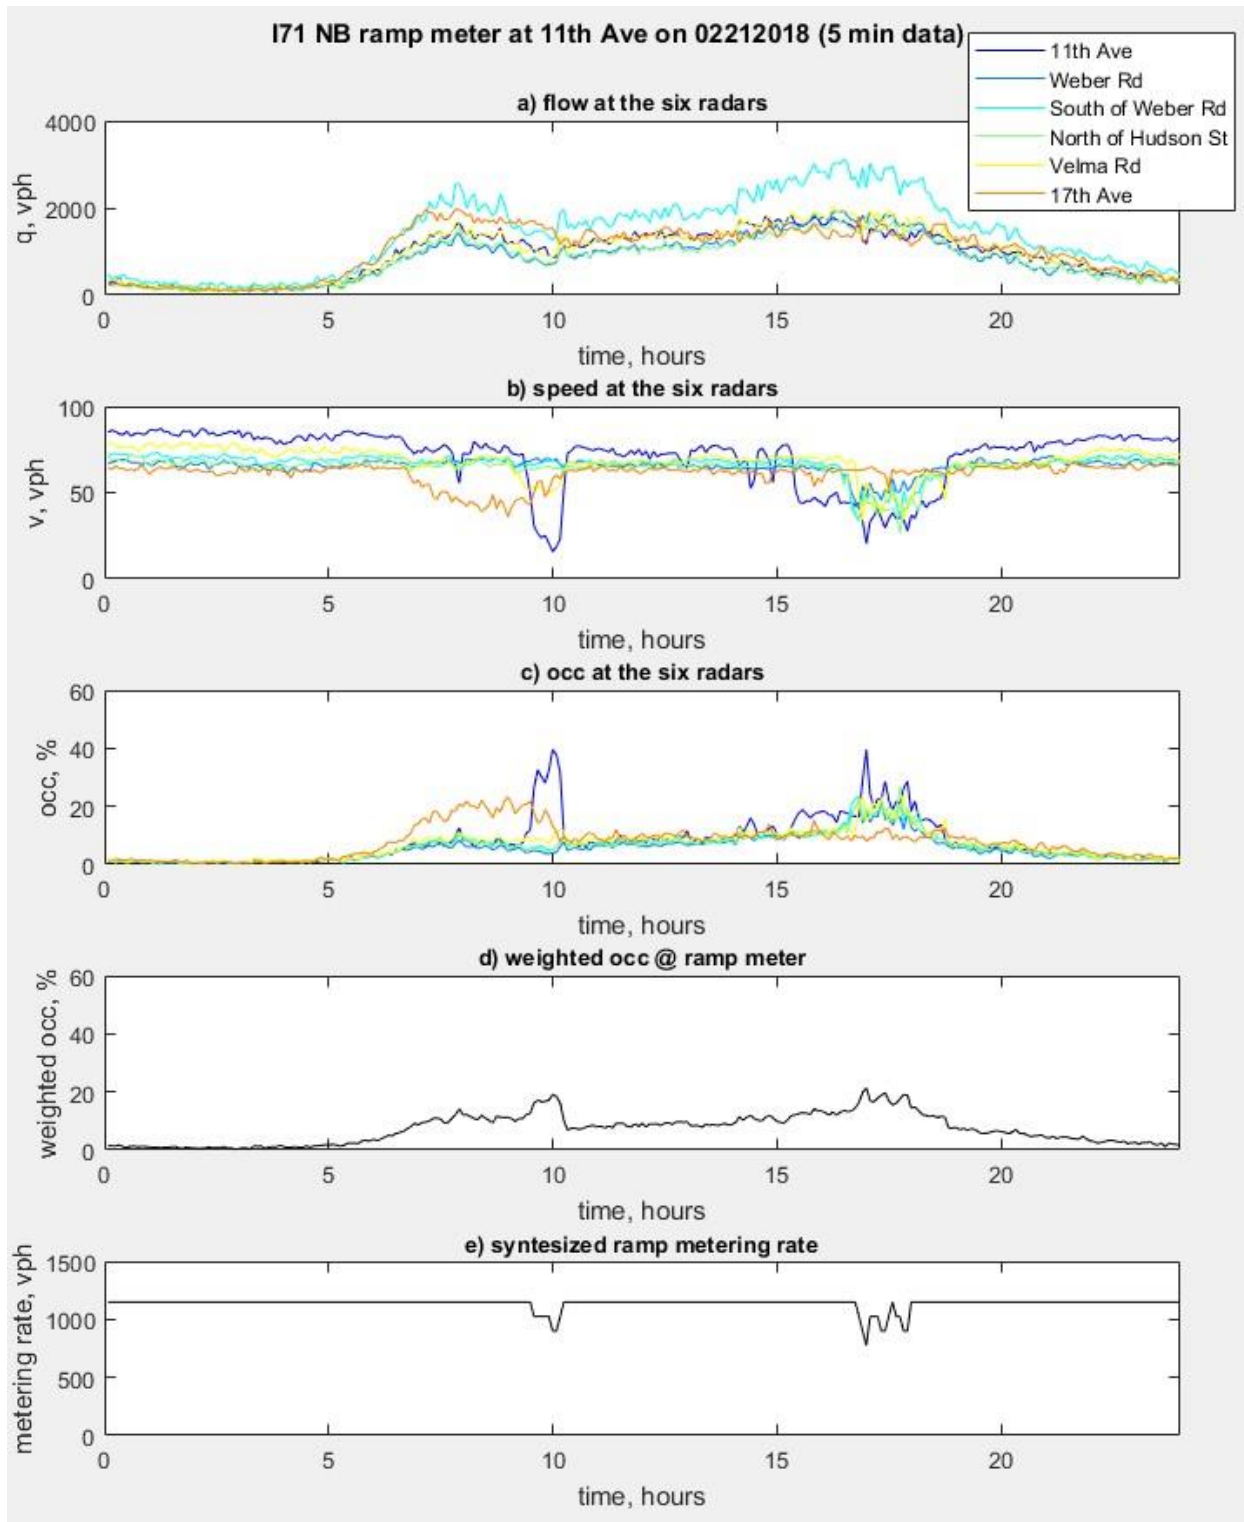 I71 NB ramp meter at 11th Ave on 02212018 (5 min data)
11th Ave
Weber Rd
South of Weber Rd
North of Hudson St
Velma Rd
17th Ave
a) flow at the six radars
q, vph
4000
2000
0
0 5 10 15 20
time, hours
b) speed at the six radars
v, vph
100
50
0
0 5 10 15 20
time, hours
c) occ at the six radars
occ, %
60
40
20
0
0 5 10 15 20
time, hours
d) weighted occ @ ramp meter
weighted occ, %
60
40
20
0
0 5 10 15 20
time, hours
e) syntesized ramp metering rate
metering rate, vph
1500
1000
500
0
0 5 10 15 20
time, hours